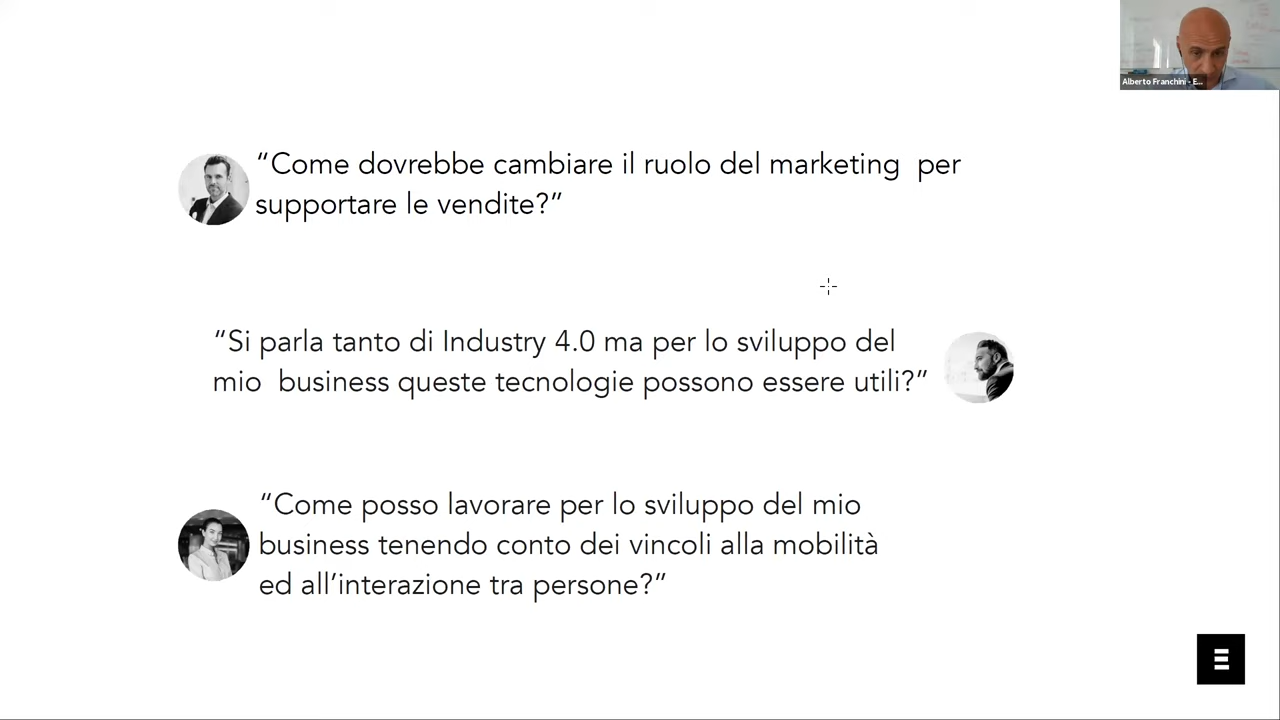 Alberto Franchini - E...
“Come dovrebbe cambiare il ruolo del marketing  per
supportare le vendite?”
“Si parla tanto di Industry 4.0 ma per lo sviluppo del
mio  business queste tecnologie possono essere utili?”
“Come posso lavorare per lo sviluppo del mio
business tenendo conto dei vincoli alla mobilità
ed all’interazione tra persone?”